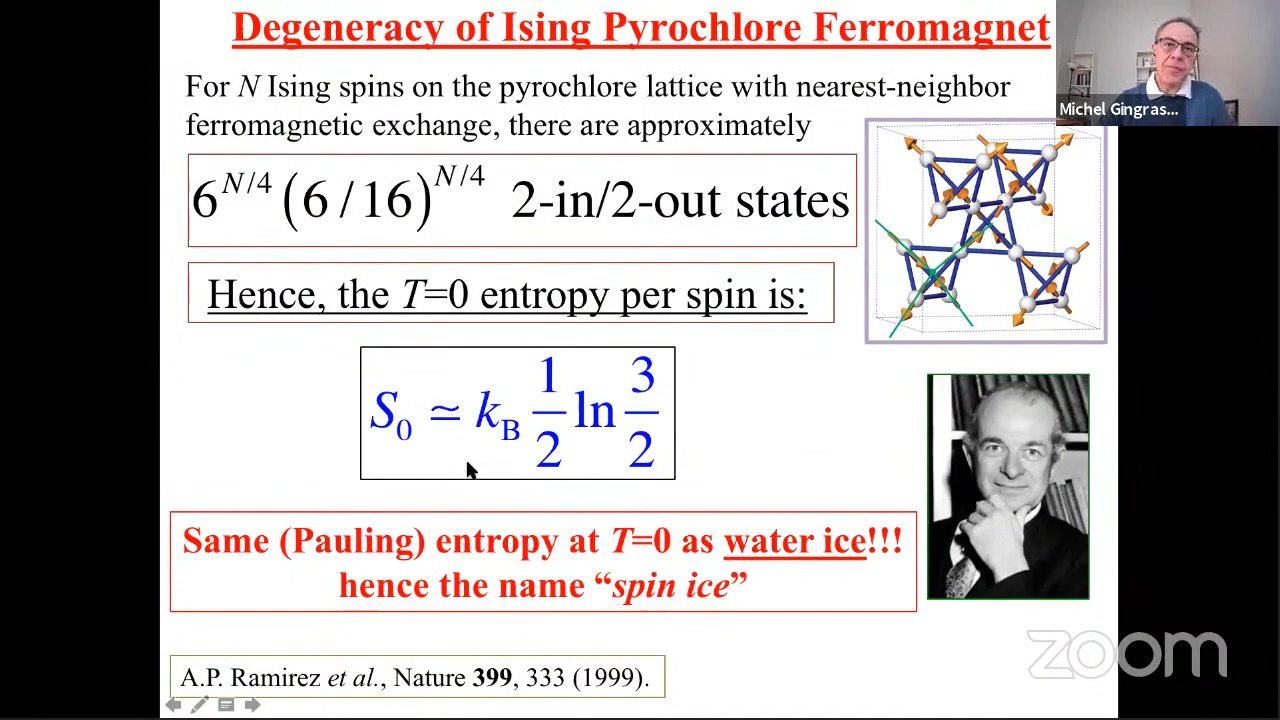 Degeneracy of Ising Pyrochlore Ferromagnet
Michel Gingras...
For N Ising spins on the pyrochlore lattice with nearest-neighbor
ferromagnetic exchange, there are approximately
6^{N/4} (6/16)^{N/4} 2-in/2-out states
Hence, the T=0 entropy per spin is:
S₀ ≃ k_B 1/2 ln 3/2
Same (Pauling) entropy at T=0 as water ice!!!
hence the name “spin ice”
A.P. Ramirez et al., Nature 399, 333 (1999).
zoom